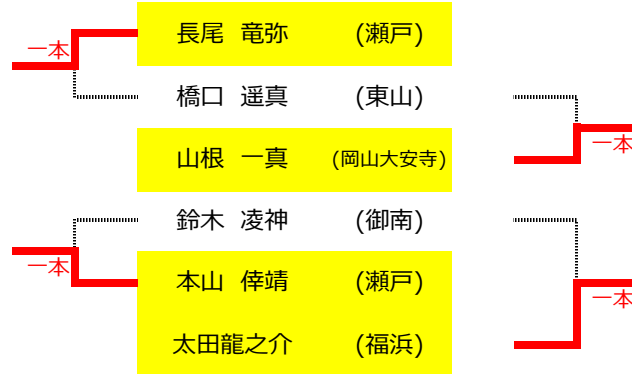 長尾 竜弥 (瀬戸)
一本
橋口 遥真 (東山)
一本
山根 一真 (岡山大安寺)
鈴木 凌神 (御南)
一本
本山 倖靖 (瀬戸)
一本
太田龍之介 (福浜)